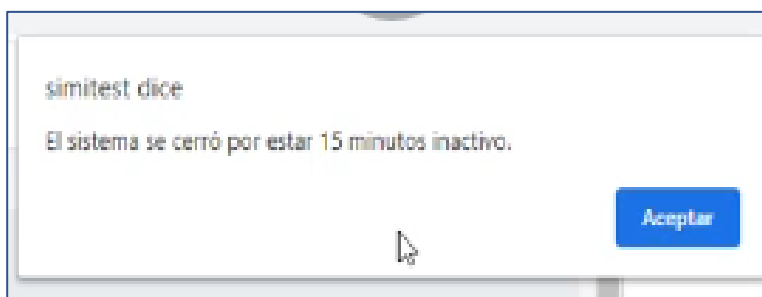 simitest dice
El sistema se cerró por estar 15 minutos inactivo.
Aceptar